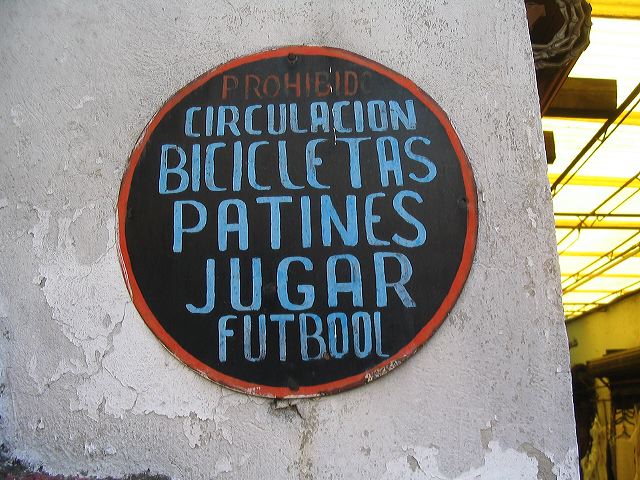 PROHIBIDO
CIRCULACION
BICICLETAS
PATINES
JUGAR
FUTBOOL